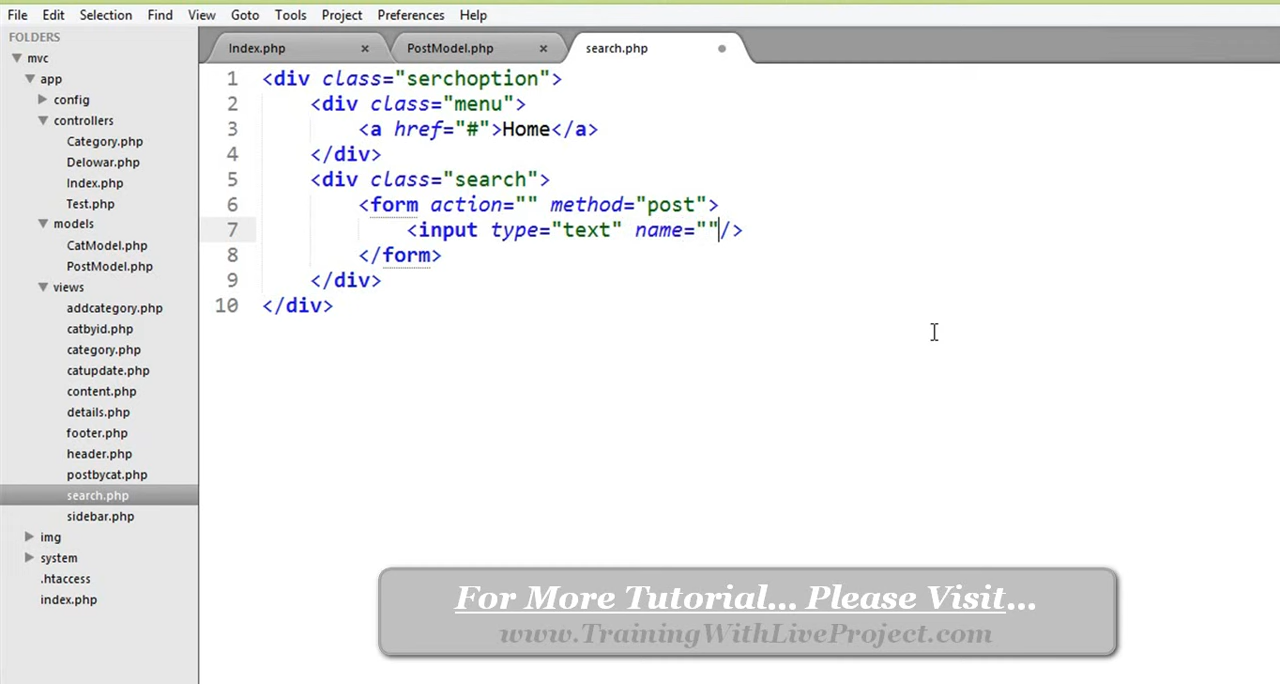 File Edit Selection Find View Goto Tools Project Preferences Help
FOLDERS
mvc
app
config
controllers
Category.php
Delowar.php
Index.php
Test.php
models
CatModel.php
PostModel.php
views
addcategory.php
catbyid.php
category.php
catupdate.php
content.php
details.php
footer.php
header.php
postbycat.php
search.php
sidebar.php
img
system
.htaccess
index.php
Index.php × PostModel.php × search.php
1 <div class="serchoption">
2 <div class="menu">
3 <a href="#">Home</a>
4 </div>
5 <div class="search">
6 <form action="" method="post">
7 <input type="text" name=""/>
8 </form>
9 </div>
10 </div>
For More Tutorial... Please Visit...
www.TrainingWithLiveProject.com